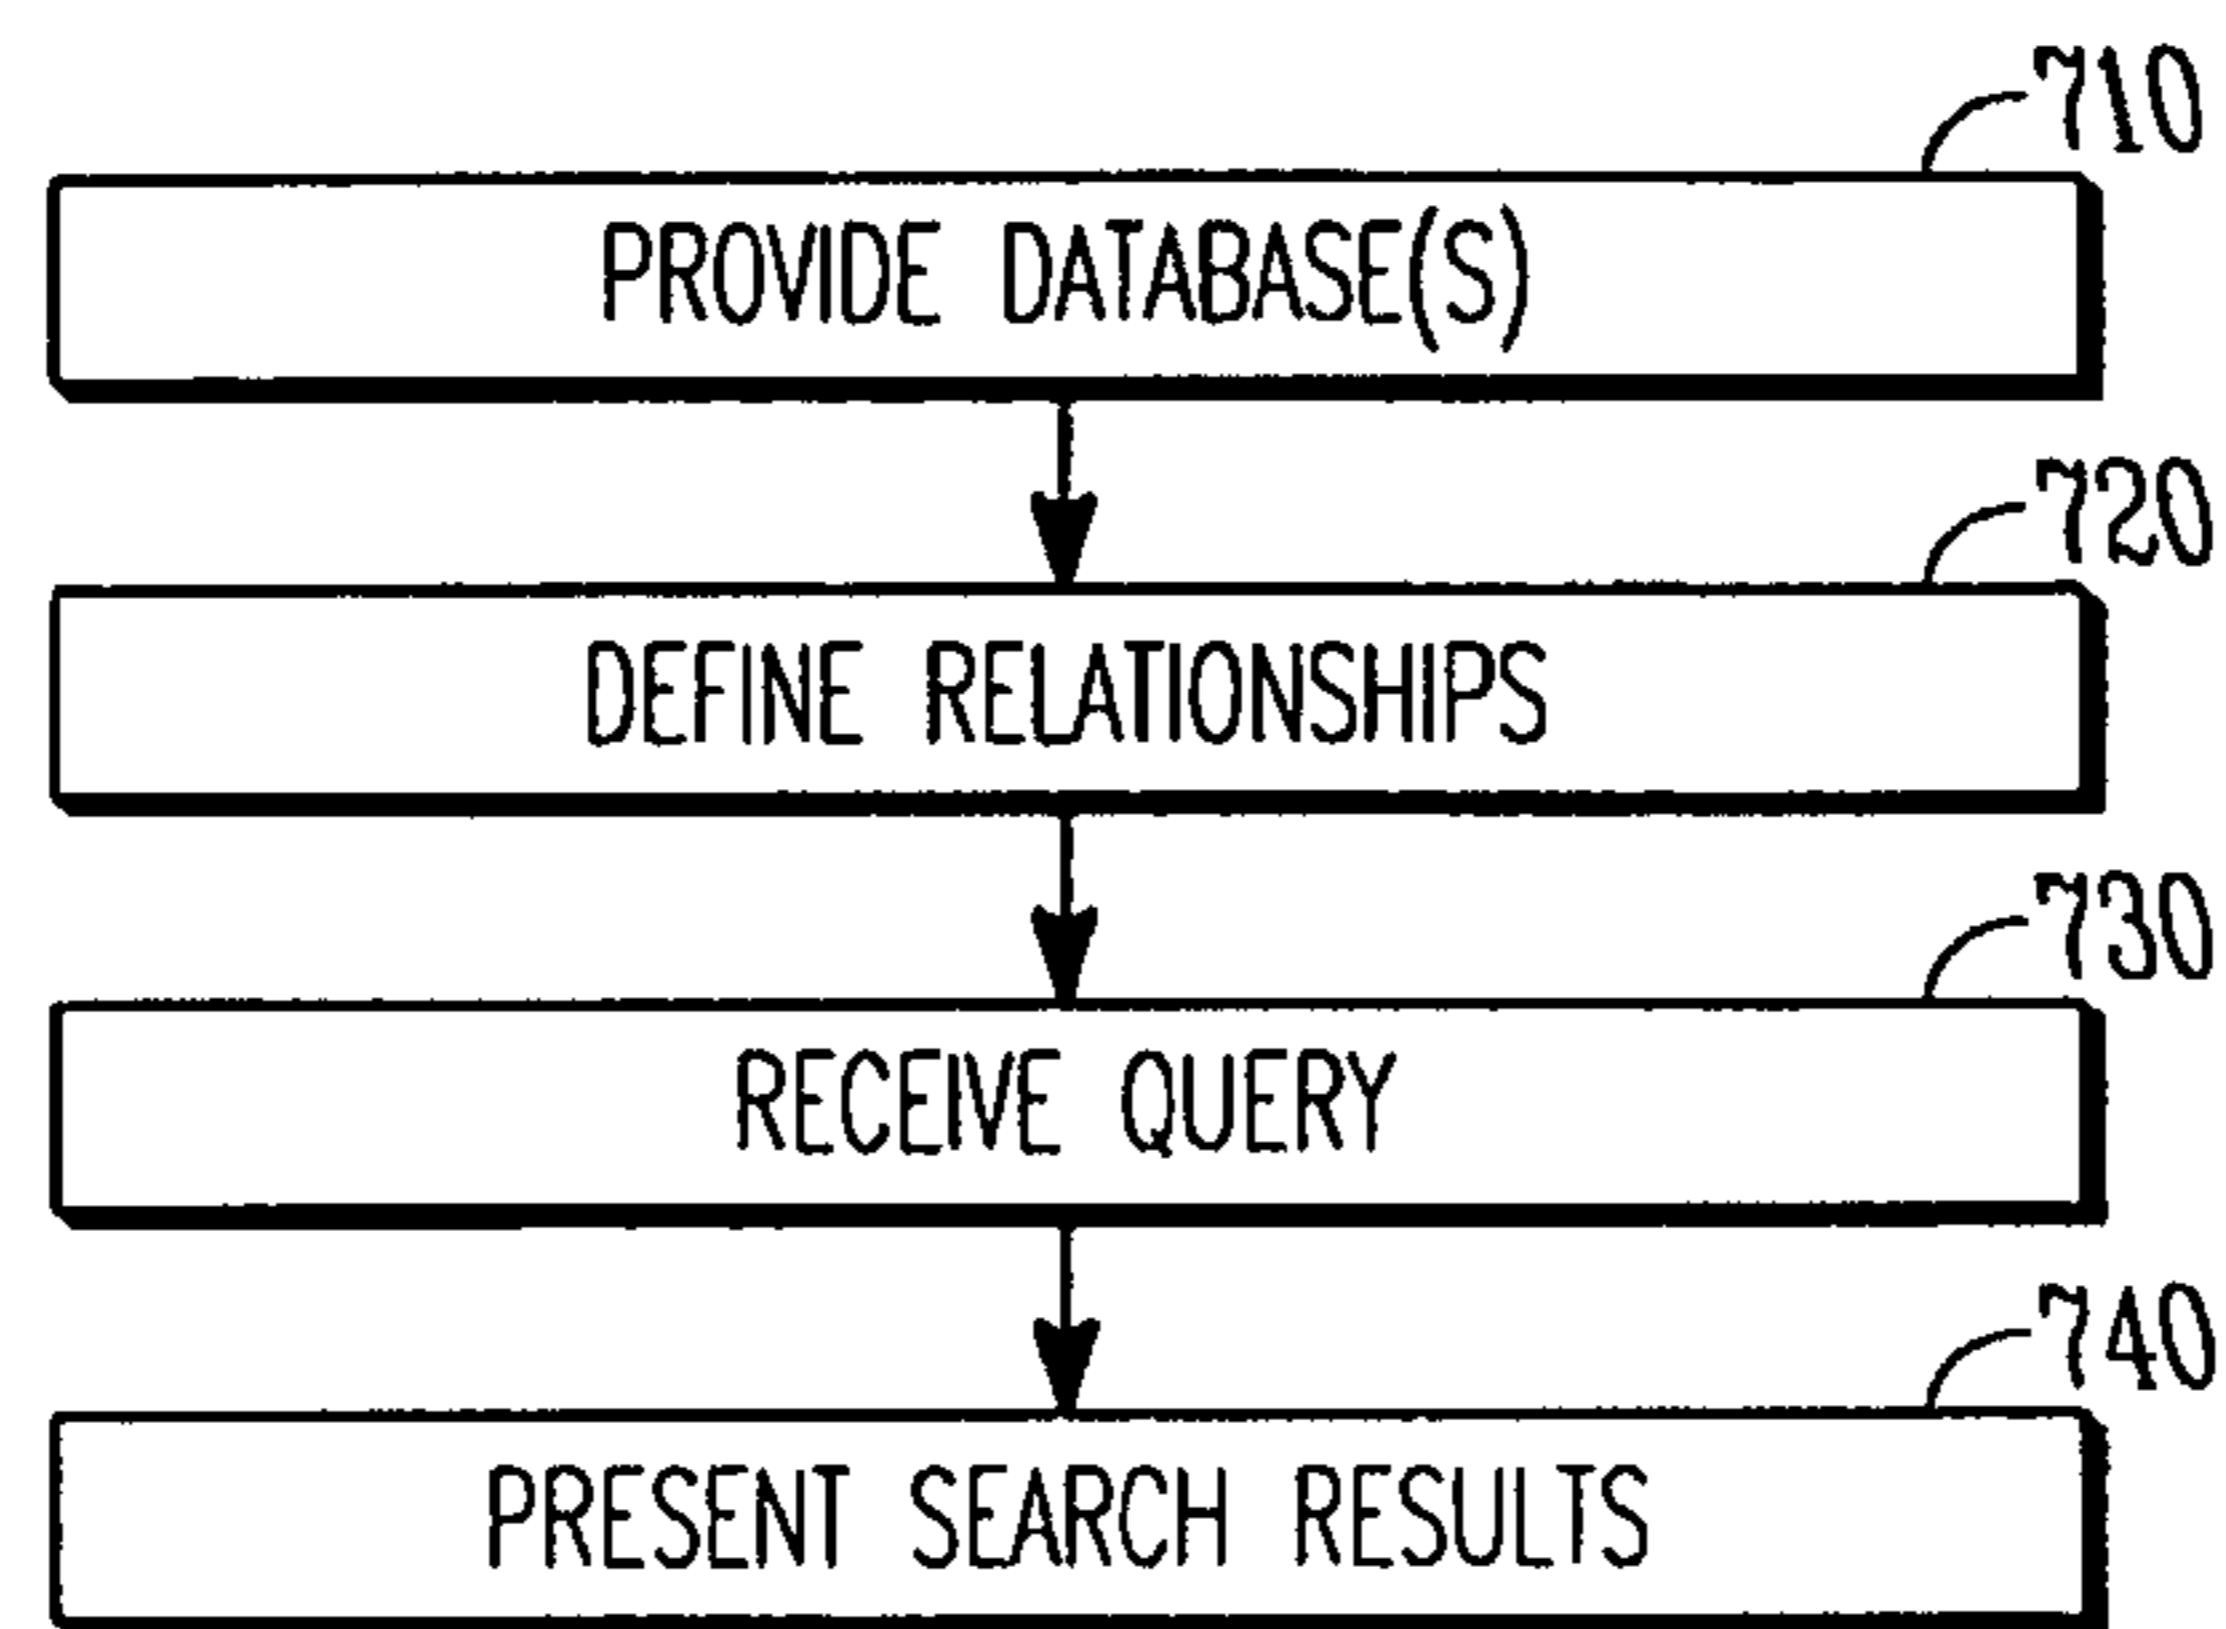 710
PROVIDE DATABASE(S)
720
DEFINE RELATIONSHIPS
730
RECEIVE QUERY
740
PRESENT SEARCH RESULTS